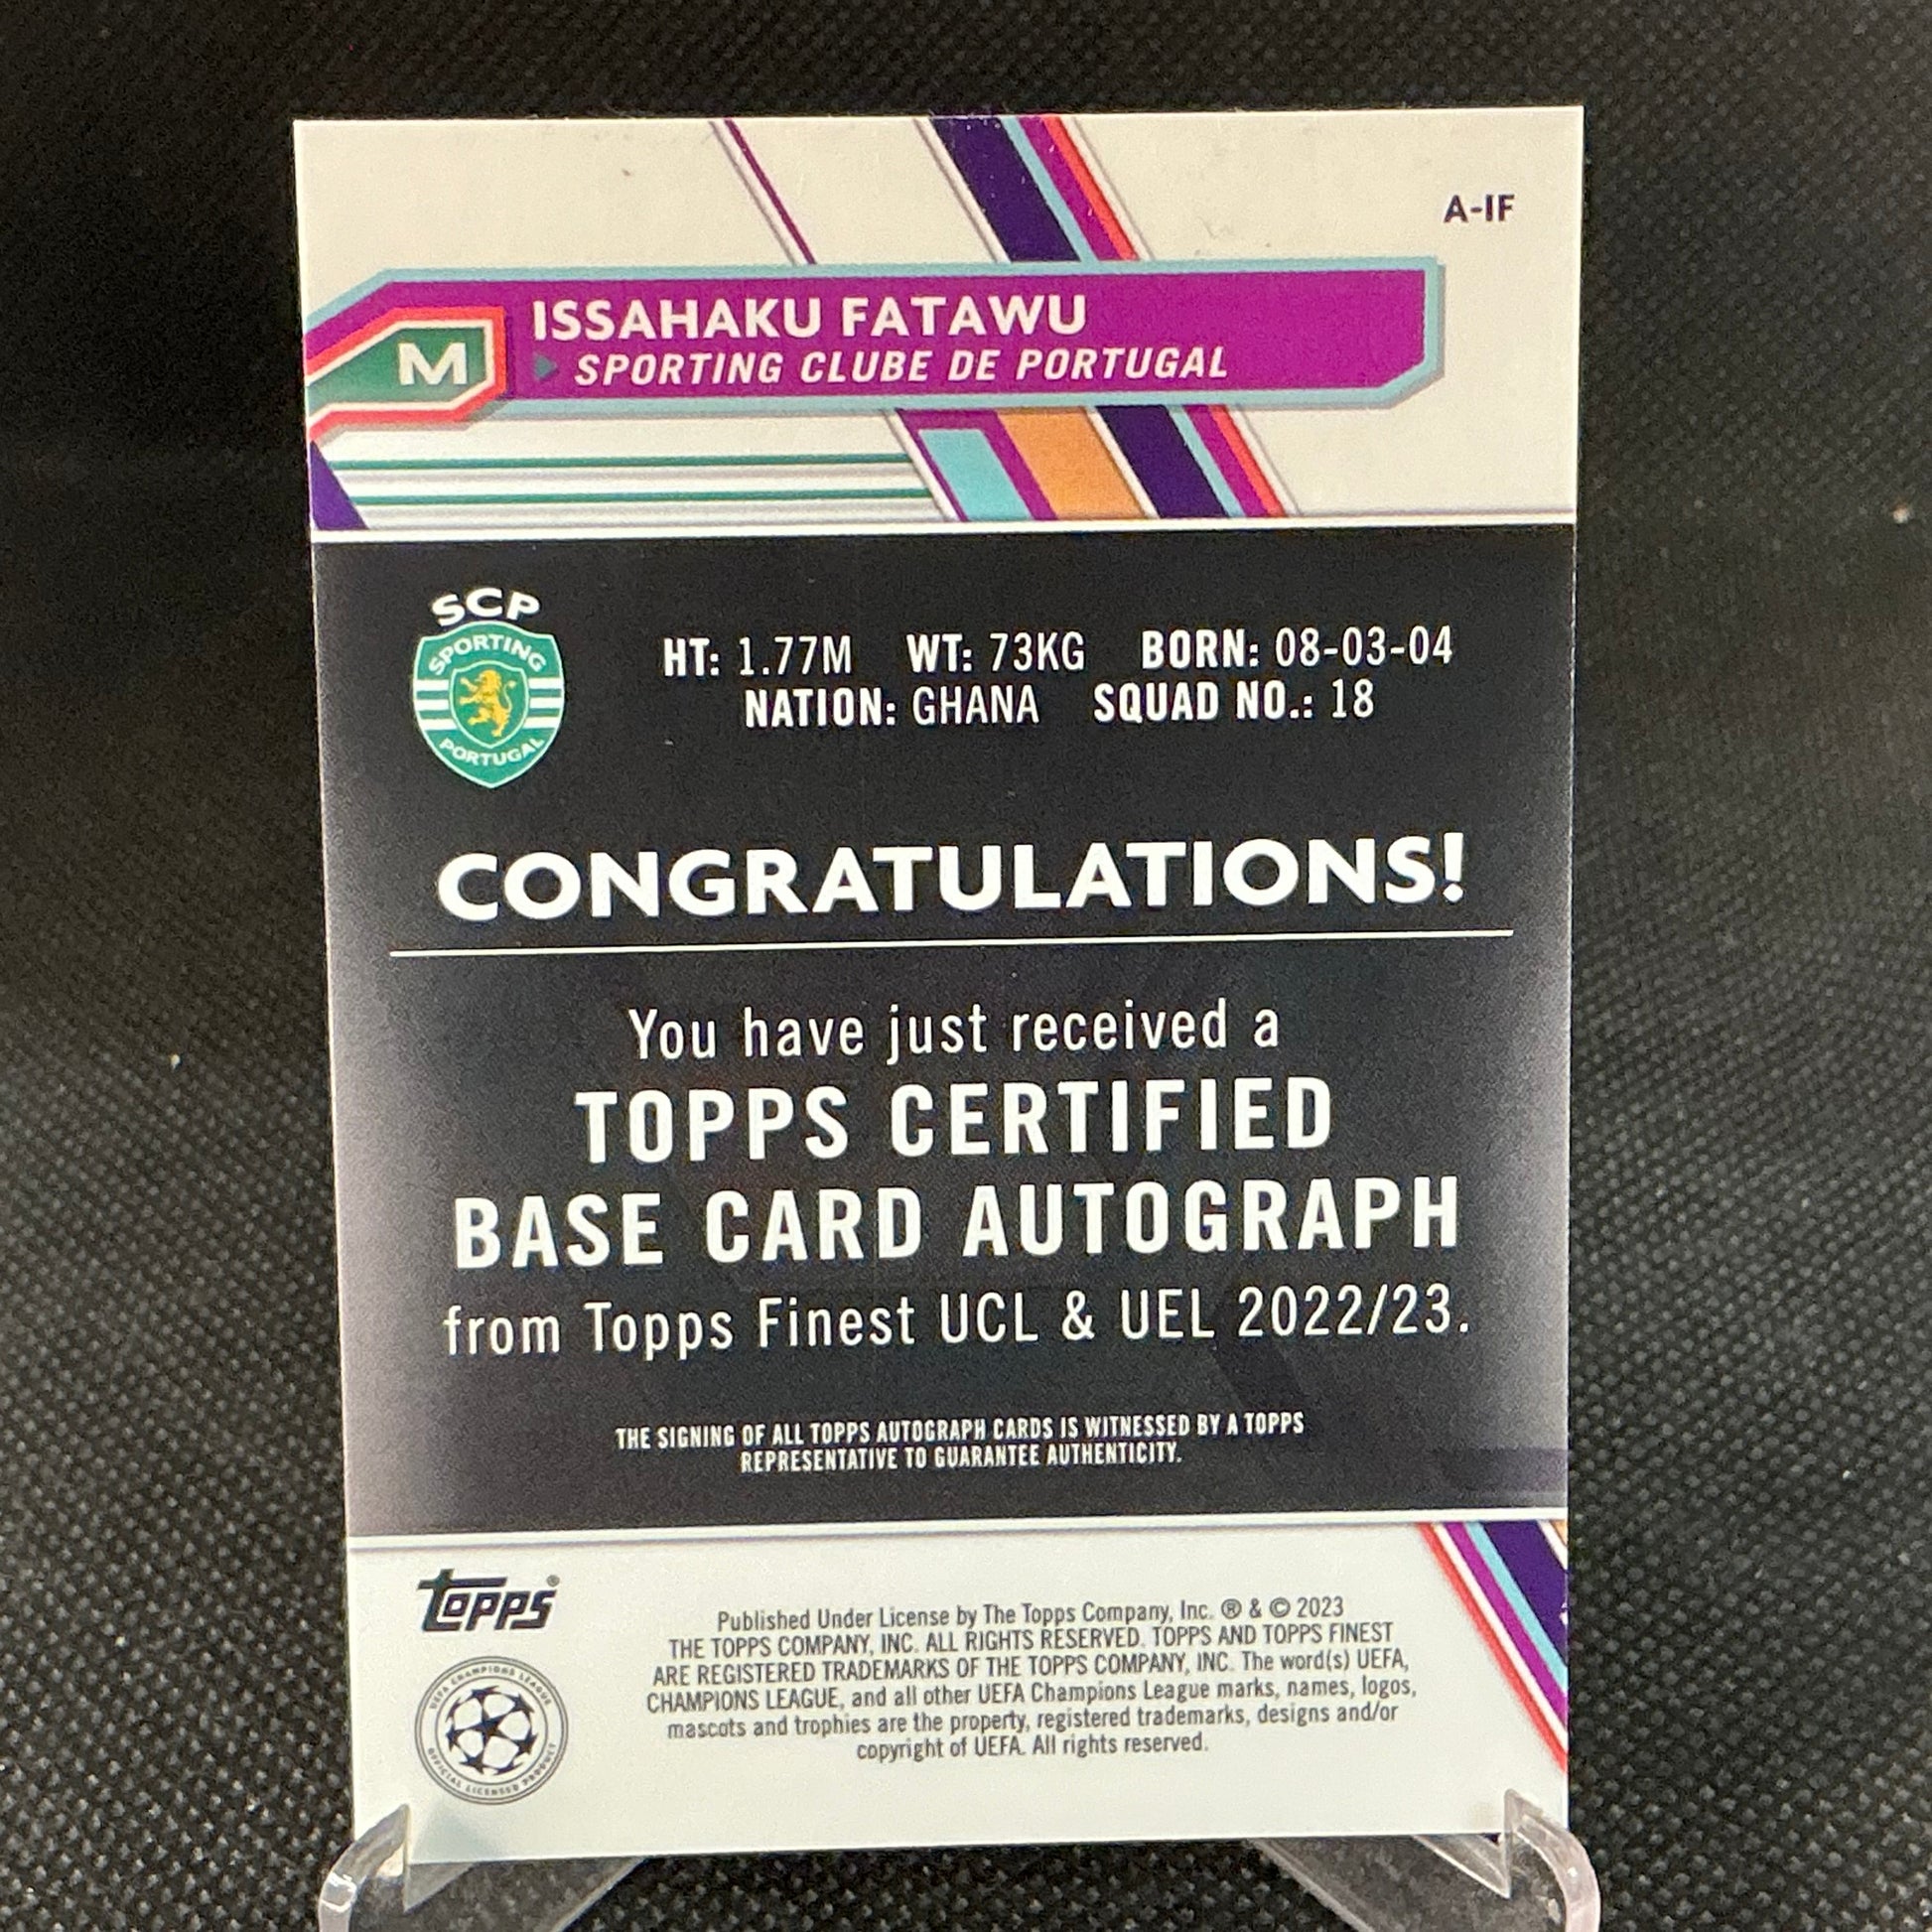 A-IF
M
ISSAHAKU FATAWU
SPORTING CLUBE DE PORTUGAL
SCP
SPORTING
PORTUGAL
HT: 1.77M WT: 73KG BORN: 08-03-04
NATION: GHANA SQUAD NO.: 18
CONGRATULATIONS!
You have just received a
TOPPS CERTIFIED
BASE CARD AUTOGRAPH
from Topps Finest UCL & UEL 2022/23.
THE SIGNING OF ALL TOPPS AUTOGRAPH CARDS IS WITNESSED BY A TOPPS
REPRESENTATIVE TO GUARANTEE AUTHENTICITY.
Topps®
Published Under License by The Topps Company, Inc. ® & © 2023
THE TOPPS COMPANY, INC. ALL RIGHTS RESERVED. TOPPS AND TOPPS FINEST
ARE REGISTERED TRADEMARKS OF THE TOPPS COMPANY, INC. The word(s) UEFA,
CHAMPIONS LEAGUE, and all other UEFA Champions League marks, names, logos,
mascots and trophies are the property, registered trademarks, designs and/or
copyright of UEFA. All rights reserved.
UEFA CHAMPIONS LEAGUE
OFFICIAL LICENSED PRODUCT